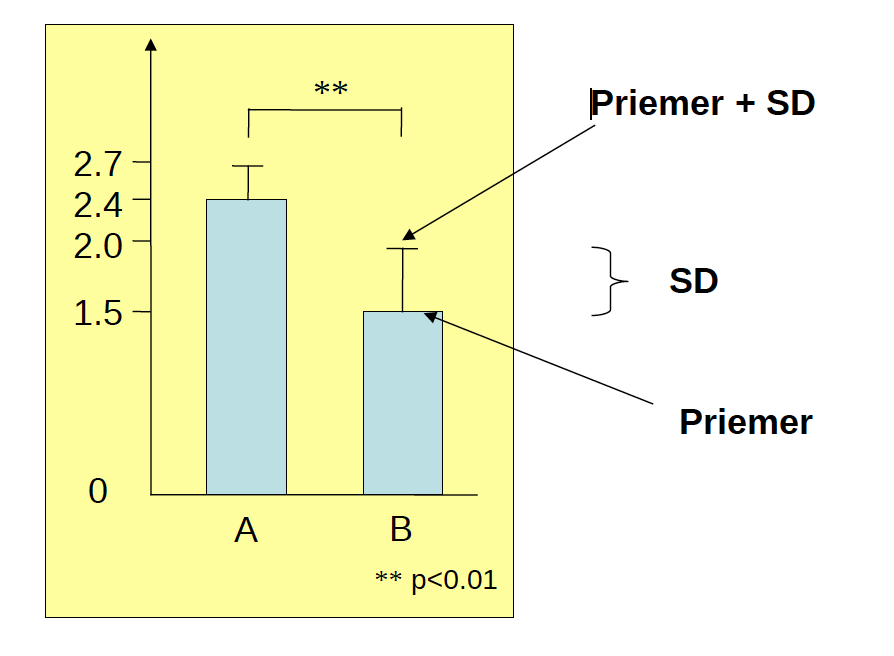 **
Priemer + SD
2.7
2.4
2.0
1.5
0
SD
Priemer
A
B
** p<0.01